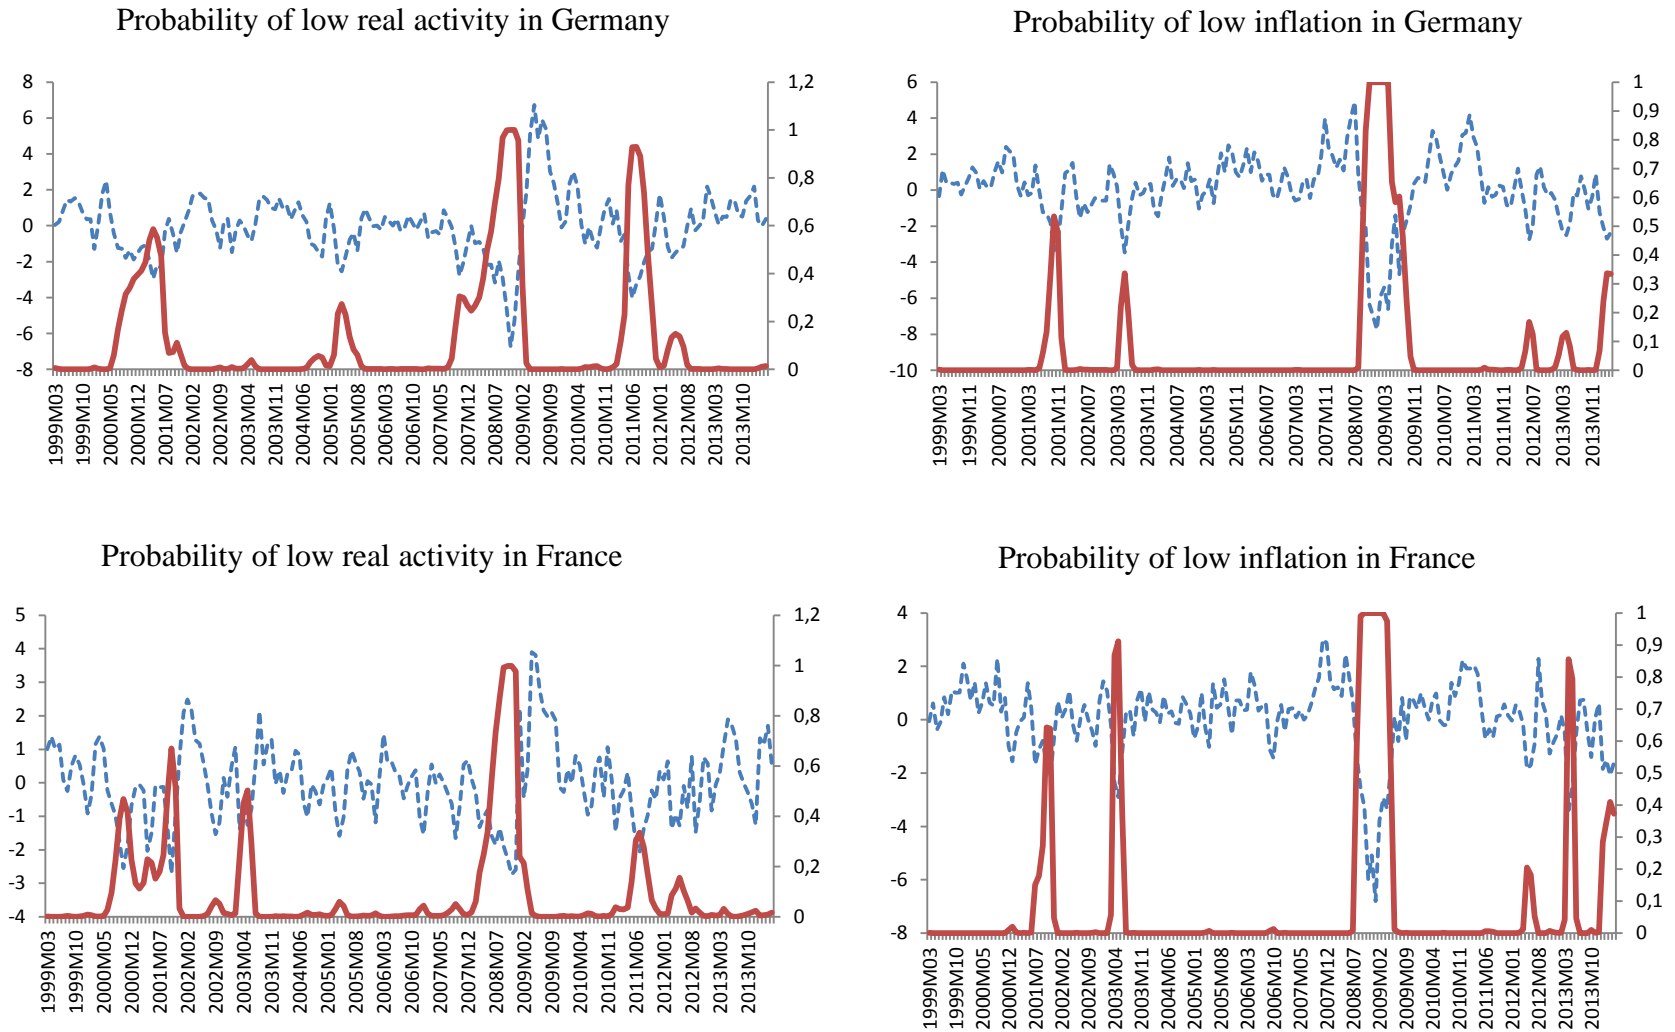 Probability of low real activity in Germany
8
6
4
2
0
-2
-4
-6
-8
1,2
1
0,8
0,6
0,4
0,2
0
1999M03
1999M10
2000M05
2000M12
2001M07
2002M02
2002M09
2003M04
2003M11
2004M06
2005M01
2005M08
2006M03
2006M10
2007M05
2007M12
2008M07
2009M02
2009M09
2010M04
2010M11
2011M06
2012M01
2012M08
2013M03
2013M10
Probability of low inflation in Germany
6
4
2
0
-2
-4
-6
-8
-10
1
0,9
0,8
0,7
0,6
0,5
0,4
0,3
0,2
0,1
0
1999M03
1999M11
2000M07
2001M03
2001M11
2002M07
2003M03
2003M11
2004M07
2005M03
2005M11
2006M07
2007M03
2007M11
2008M07
2009M03
2009M11
2010M07
2011M03
2011M11
2012M07
2013M03
2013M11
Probability of low real activity in France
5
4
3
2
1
0
-1
-2
-3
-4
1,2
1
0,8
0,6
0,4
0,2
0
1999M03
1999M10
2000M05
2000M12
2001M07
2002M02
2002M09
2003M04
2003M11
2004M06
2005M01
2005M08
2006M03
2006M10
2007M05
2007M12
2008M07
2009M02
2009M09
2010M04
2010M11
2011M06
2012M01
2012M08
2013M03
2013M10
Probability of low inflation in France
4
2
0
-2
-4
-6
-8
1
0,9
0,8
0,7
0,6
0,5
0,4
0,3
0,2
0,1
0
1999M03
1999M10
2000M05
2000M12
2001M07
2002M02
2002M09
2003M04
2003M11
2004M06
2005M01
2005M08
2006M03
2006M10
2007M05
2007M12
2008M07
2009M02
2009M09
2010M04
2010M11
2011M06
2012M01
2012M08
2013M03
2013M10